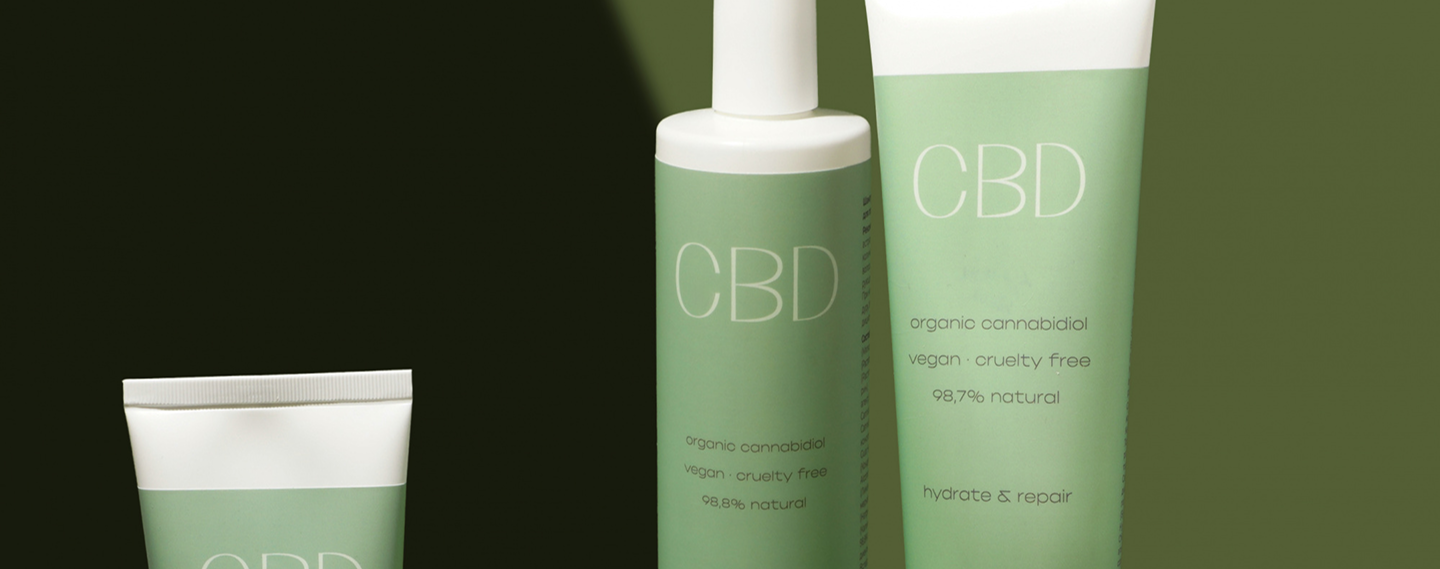 CBD
organic cannabidiol
vegan · cruelty free
98,8% natural
CBD
organic cannabidiol
vegan · cruelty free
98,7% natural
hydrate & repair
CBD